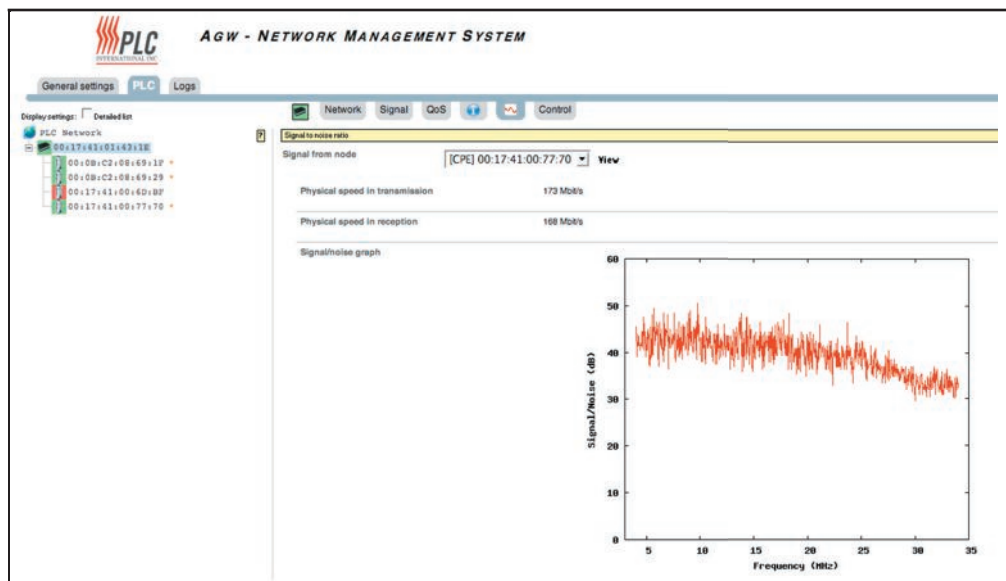 PLC
INTERNATIONAL INC
AGW - NETWORK MANAGEMENT SYSTEM
General settings
PLC
Logs
Display settings:
Detailed list
PLC Network
00:17:41:01:43:1E
00:0B:C2:08:69:1F
00:0B:C2:08:69:29
00:17:41:00:6D:BF
00:17:41:00:77:70
Network
Signal
QoS
Control
?
Signal to noise ratio
Signal from node
[CPE] 00:17:41:00:77:70
View
Physical speed in transmission
173 Mbit/s
Physical speed in reception
168 Mbit/s
Signal/noise graph
60
50
40
30
20
10
0
Signal/Noise (dB)
5 10 15 20 25 30 35
Frequency (MHz)